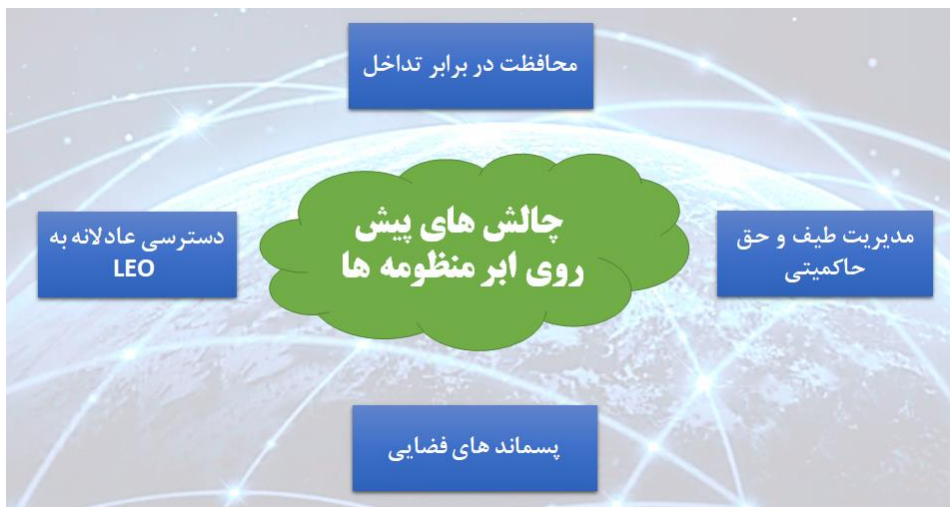 محافظت در برابر تداخل
چالش های پیش
روی ابر منظومه ها
مدیریت طیف و حق
حاکمیتی
دسترسی عادلانه به
LEO
پسماند های فضایی